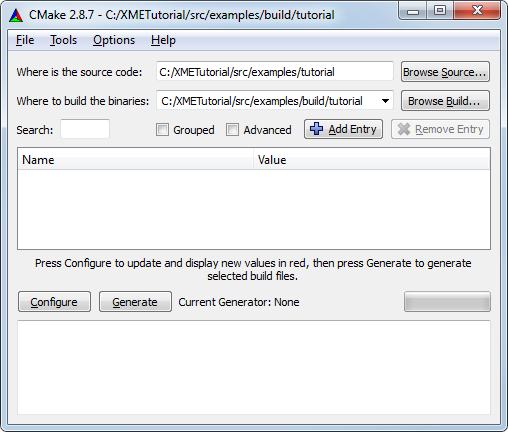 CMake 2.8.7 - C:/XMETutorial/src/examples/build/tutorial
File Tools Options Help
Where is the source code: C:/XMETutorial/src/examples/tutorial Browse Source...
Where to build the binaries: C:/XMETutorial/src/examples/build/tutorial Browse Build...
Search: Grouped Advanced Add Entry Remove Entry
Name Value
Press Configure to update and display new values in red, then press Generate to generate
selected build files.
Configure Generate Current Generator: None